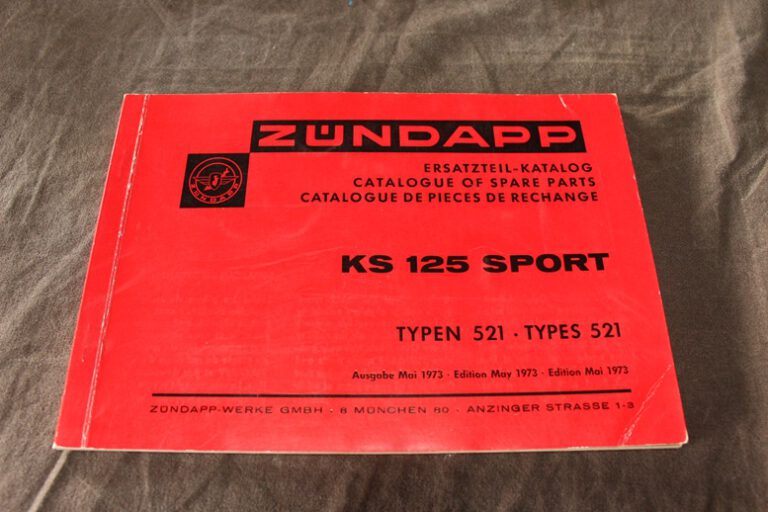 ZÜNDAPP
ZÜNDAPP
ERSATZTEIL-KATALOG
CATALOGUE OF SPARE PARTS
CATALOGUE DE PIECES DE RECHANGE
KS 125 SPORT
TYPEN 521 · TYPES 521
Ausgabe Mai 1973 · Edition May 1973 · Edition Mai 1973
ZÜNDAPP-WERKE GMBH · 8 MÜNCHEN 80 · ANZINGER STRASSE 1-3